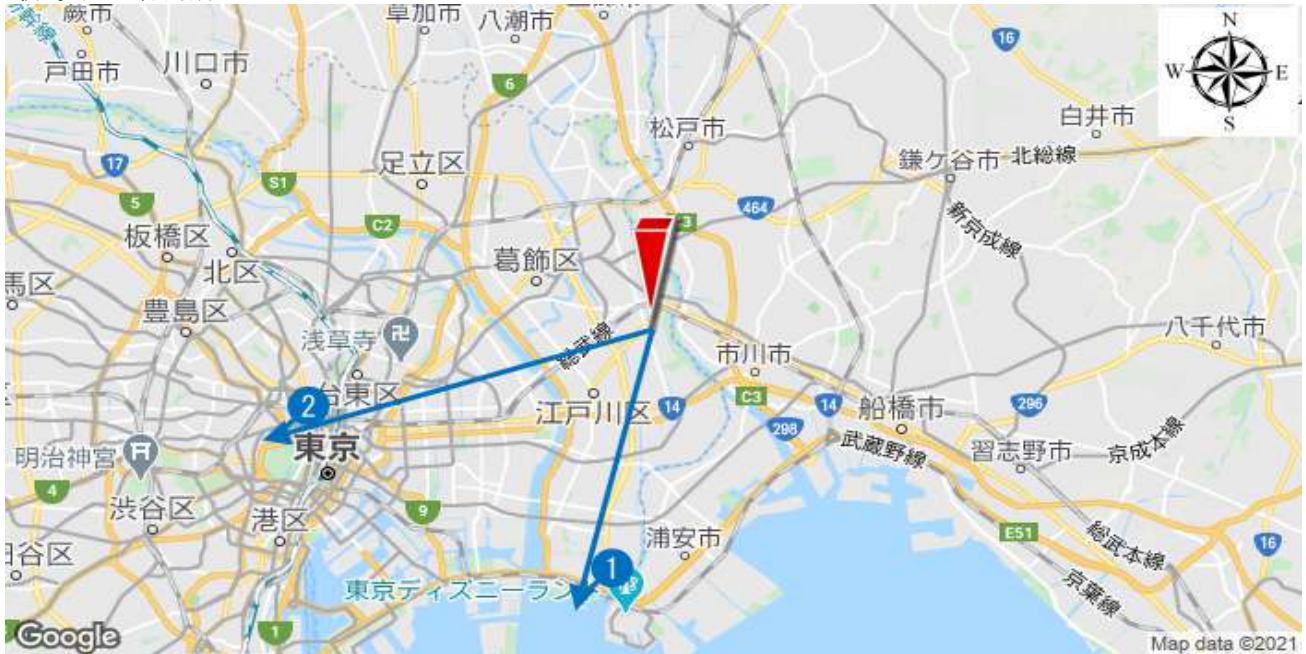 蕨市
草加市
八潮市
N
16
戸田市
川口市
6
W
E
松戸市
白井市
S
17
足立区
鎌ケ谷市
北総線
S1
5
464
C2
板橋区
葛飾区
新京成線
北区
馬区
豊島区
総武線
八千代市
浅草寺
市川市
台東区
2
C3
江戸川区
14
14
船橋市
296
298
東京
武蔵野線
習志野市
京成本線
明治神宮
4
9
渋谷区
港区
浦安市
E51
総武本線
16
1
東京ディズニーラン
京葉線
1
Google
Map data ©2021